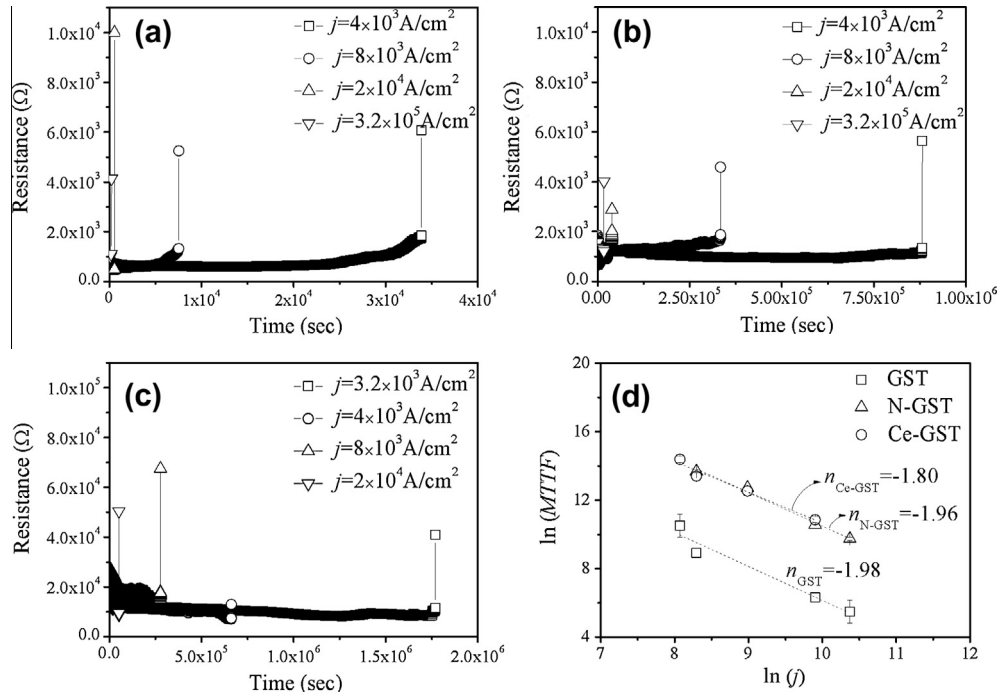 (a)
j=4×10³A/cm²
j=8×10³A/cm²
j=2×10⁴A/cm²
j=3.2×10⁵A/cm²
1.0x10⁴
8.0x10³
6.0x10³
4.0x10³
2.0x10³
0.0
Resistance (Ω)
0 1x10⁴ 2x10⁴ 3x10⁴ 4x10⁴
Time (sec)
(b)
j=4×10³A/cm²
j=8×10³A/cm²
j=2×10⁴A/cm²
j=3.2×10⁵A/cm²
1.0x10⁴
8.0x10³
6.0x10³
4.0x10³
2.0x10³
0.0
Resistance (Ω)
0.00 2.50x10⁵ 5.00x10⁵ 7.50x10⁵ 1.00x10⁶
Time (sec)
(c)
j=3.2×10³A/cm²
j=4×10³A/cm²
j=8×10³A/cm²
j=2×10⁴A/cm²
1.0x10⁵
8.0x10⁴
6.0x10⁴
4.0x10⁴
2.0x10⁴
0.0
Resistance (Ω)
0.0 5.0x10⁵ 1.0x10⁶ 1.5x10⁶ 2.0x10⁶
Time (sec)
(d)
GST
N-GST
Ce-GST
20
16
12
8
4
ln (MTTF)
n Ce-GST=-1.80
n N-GST=-1.96
n GST=-1.98
7 8 9 10 11 12
ln (j)